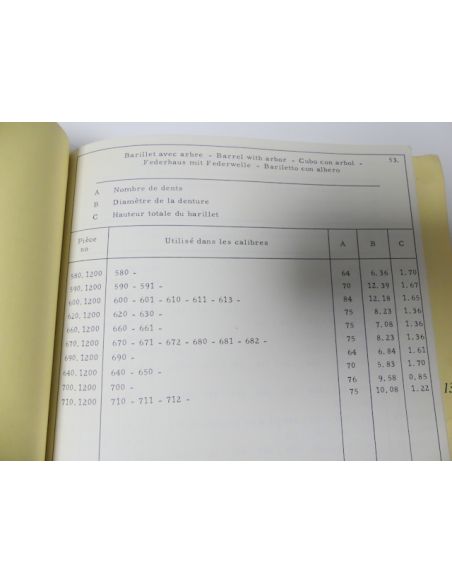 Barillet avec arbre - Barrel with arbor - Cubo con arbol -
Federhaus mit Federwelle - Bariletto con albero
53.
A Nombre de dents
B Diamètre de la denture
C Hauteur totale du barillet
Pièce no Utilisé dans les calibres A B C
580.1200 580 - 64 6.36 1.70
590.1200 590 - 591 - 70 12.39 1.67
600.1200 600 - 601 - 610 - 611 - 613 - 84 12.18 1.65
620.1200 620 - 630 - 75 8.23 1.36
660.1200 660 - 661 - 75 7.08 1.36
670.1200 670 - 671 - 672 - 680 - 681 - 682 - 75 8.23 1.36
690.1200 690 - 64 6.84 1.61
640.1200 640 - 650 - 70 5.83 1.70
700.1200 700 - 76 9.58 0.85
710.1200 710 - 711 - 712 - 75 10.08 1.22